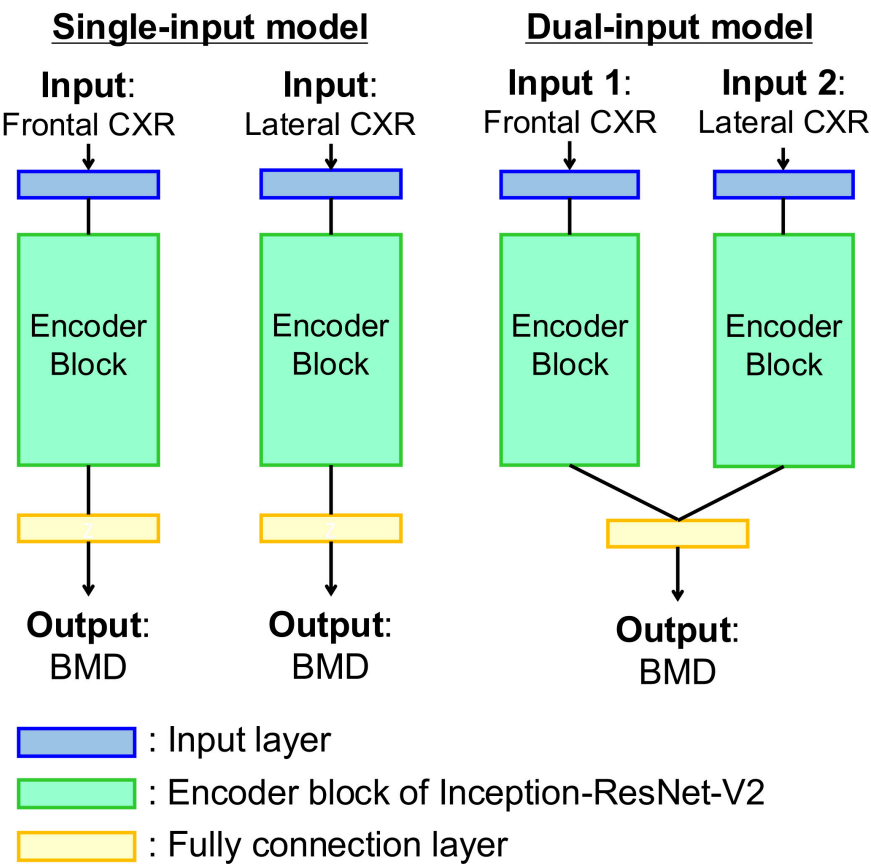 Single-input model
Dual-input model
Input:
Frontal CXR
Input:
Lateral CXR
Input 1:
Frontal CXR
Input 2:
Lateral CXR
Encoder
Block
Encoder
Block
Encoder
Block
Encoder
Block
z
z
Output:
BMD
Output:
BMD
Output:
BMD
: Input layer
: Encoder block of Inception-ResNet-V2
: Fully connection layer